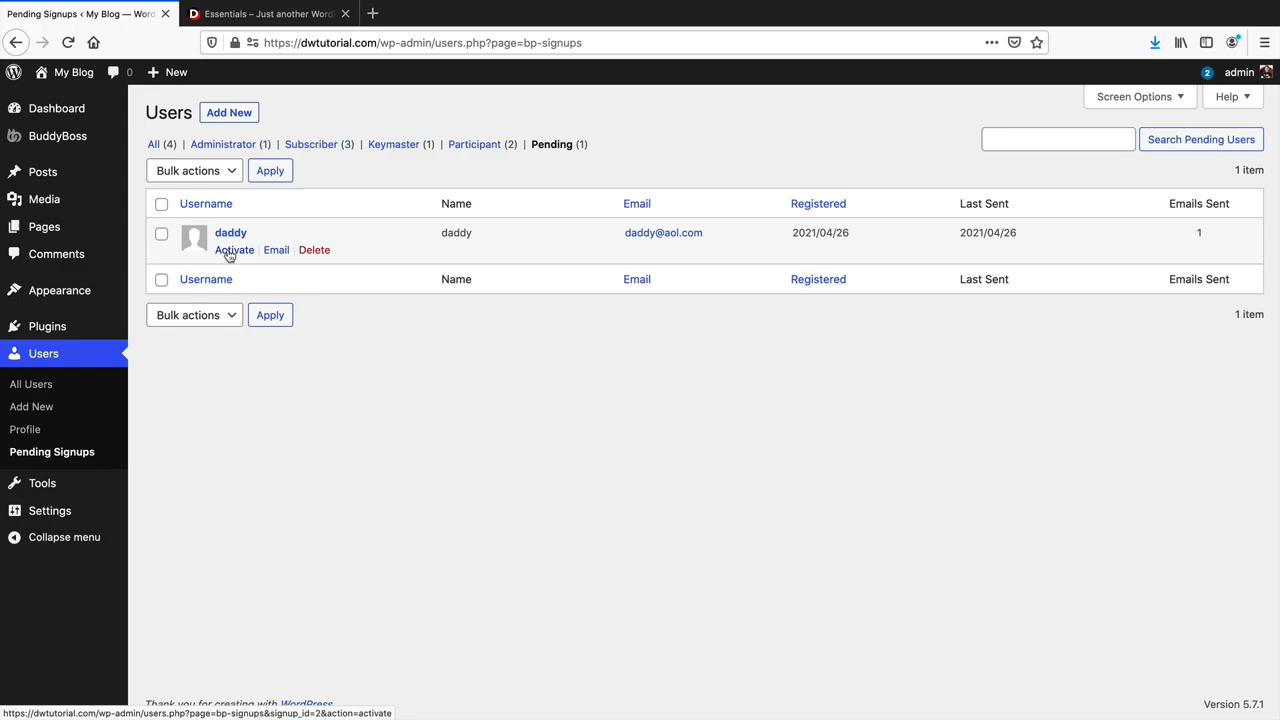 Pending Signups ‹ My Blog — Word
Essentials – Just another Word
https://dwtutorial.com/wp-admin/users.php?page=bp-signups
My Blog
0
New
2
admin
Dashboard
BuddyBoss
Posts
Media
Pages
Comments
Appearance
Plugins
Users
All Users
Add New
Profile
Pending Signups
Tools
Settings
Collapse menu
Screen Options
Help
Users
Add New
All (4) | Administrator (1) | Subscriber (3) | Keymaster (1) | Participant (2) | Pending (1)
Search Pending Users
Bulk actions
Apply
1 item
Username Name Email Registered Last Sent Emails Sent
daddy daddy daddy@aol.com 2021/04/26 2021/04/26 1
Activate | Email | Delete
Username Name Email Registered Last Sent Emails Sent
Bulk actions
Apply
1 item
Thank you for creating with WordPress.
Version 5.7.1
https://dwtutorial.com/wp-admin/users.php?page=bp-signups&signup_id=2&action=activate